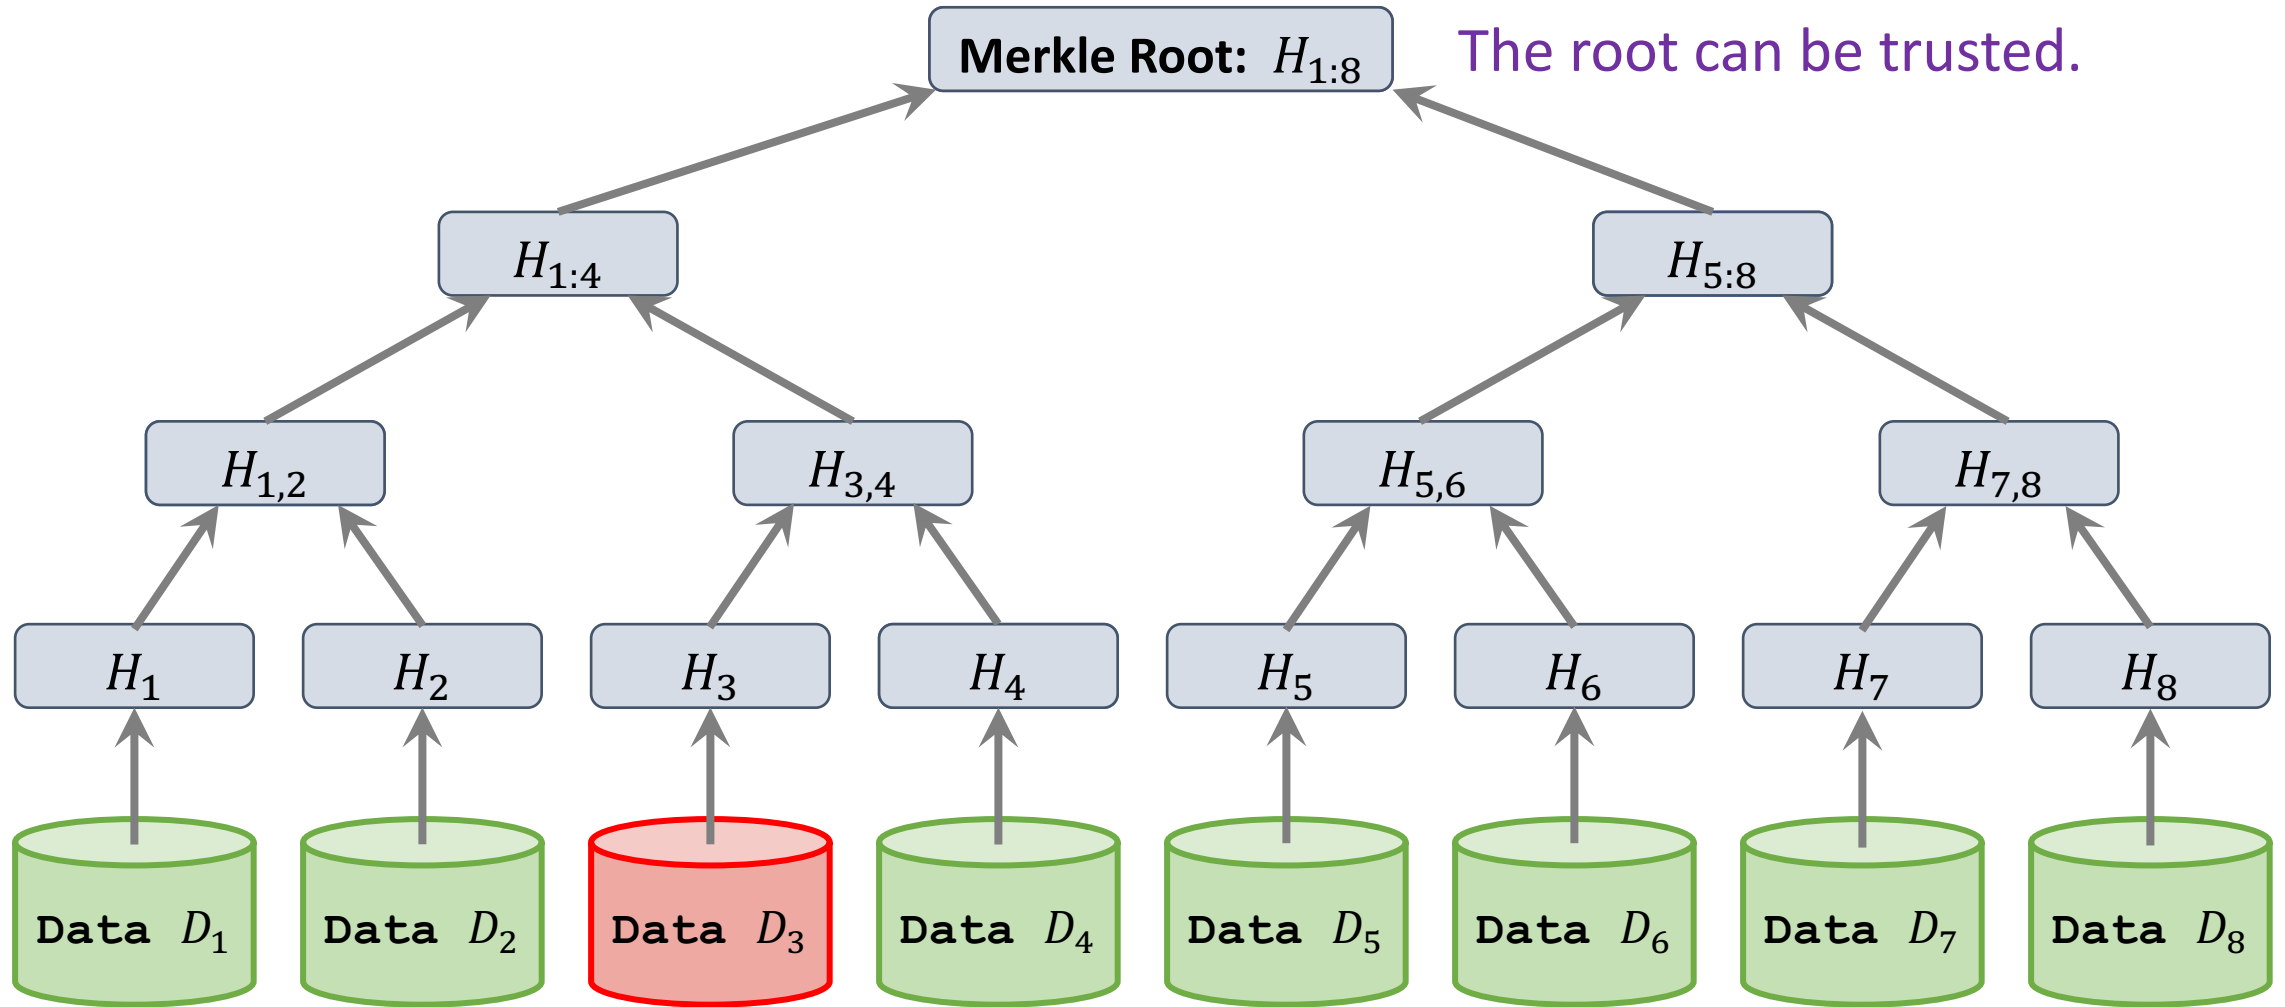 Merkle Root: H₁:₈ The root can be trusted.
H₁:₄ H₅:₈
H₁,₂ H₃,₄ H₅,₆ H₇,₈
H₁ H₂ H₃ H₄ H₅ H₆ H₇ H₈
Data D₁ Data D₂ Data D₃ Data D₄ Data D₅ Data D₆ Data D₇ Data D₈